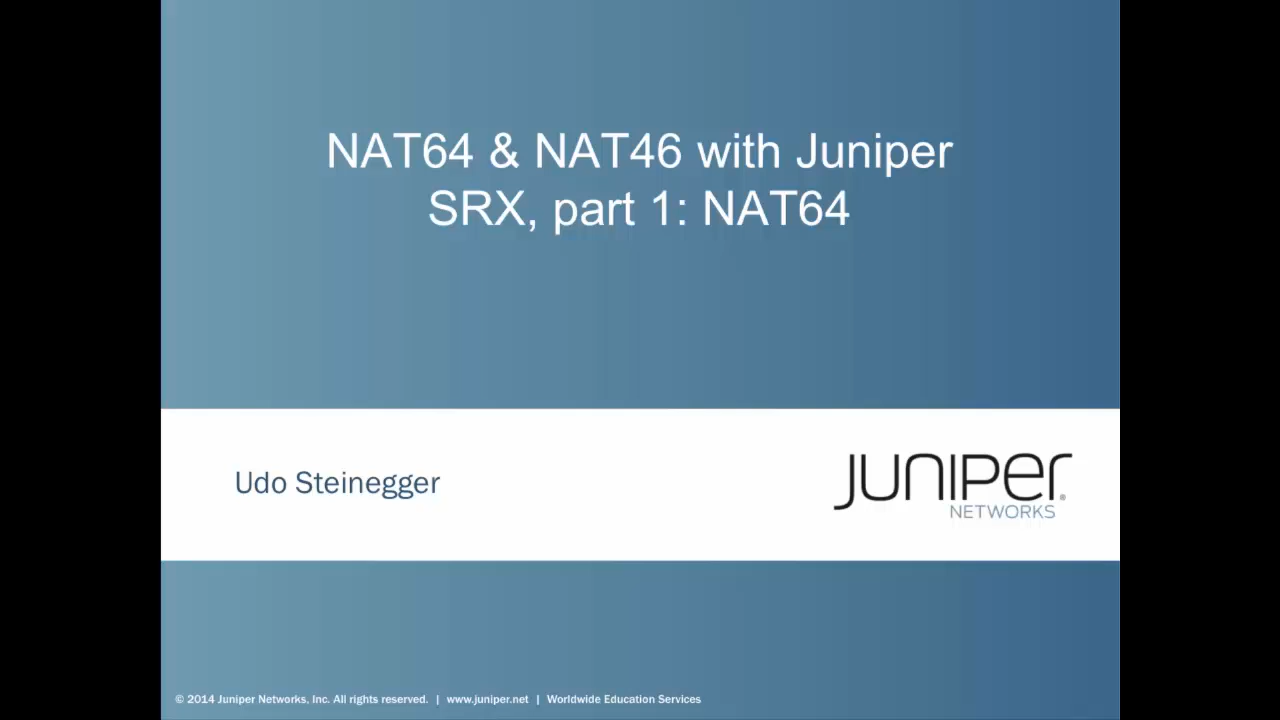 NAT64 & NAT46 with Juniper
SRX, part 1: NAT64
Udo Steinegger
JUNIPER
NETWORKS
© 2014 Juniper Networks, Inc. All rights reserved. | www.juniper.net | Worldwide Education Services